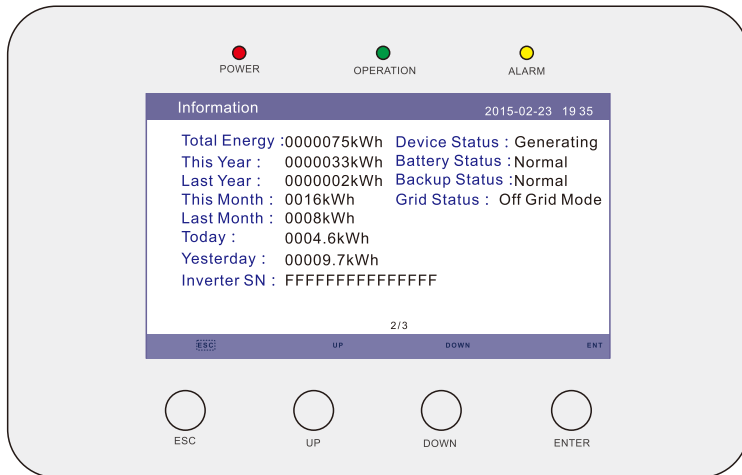 POWER OPERATION ALARM
Information 2015-02-23 19 35
Total Energy :0000075kWh Device Status : Generating
This Year : 0000033kWh Battery Status : Normal
Last Year : 0000002kWh Backup Status :Normal
This Month : 0016kWh Grid Status : Off Grid Mode
Last Month : 0008kWh
Today : 0004.6kWh
Yesterday : 00009.7kWh
Inverter SN : FFFFFFFFFFFFFFF
2/3
ESC UP DOWN ENT
ESC UP DOWN ENTER